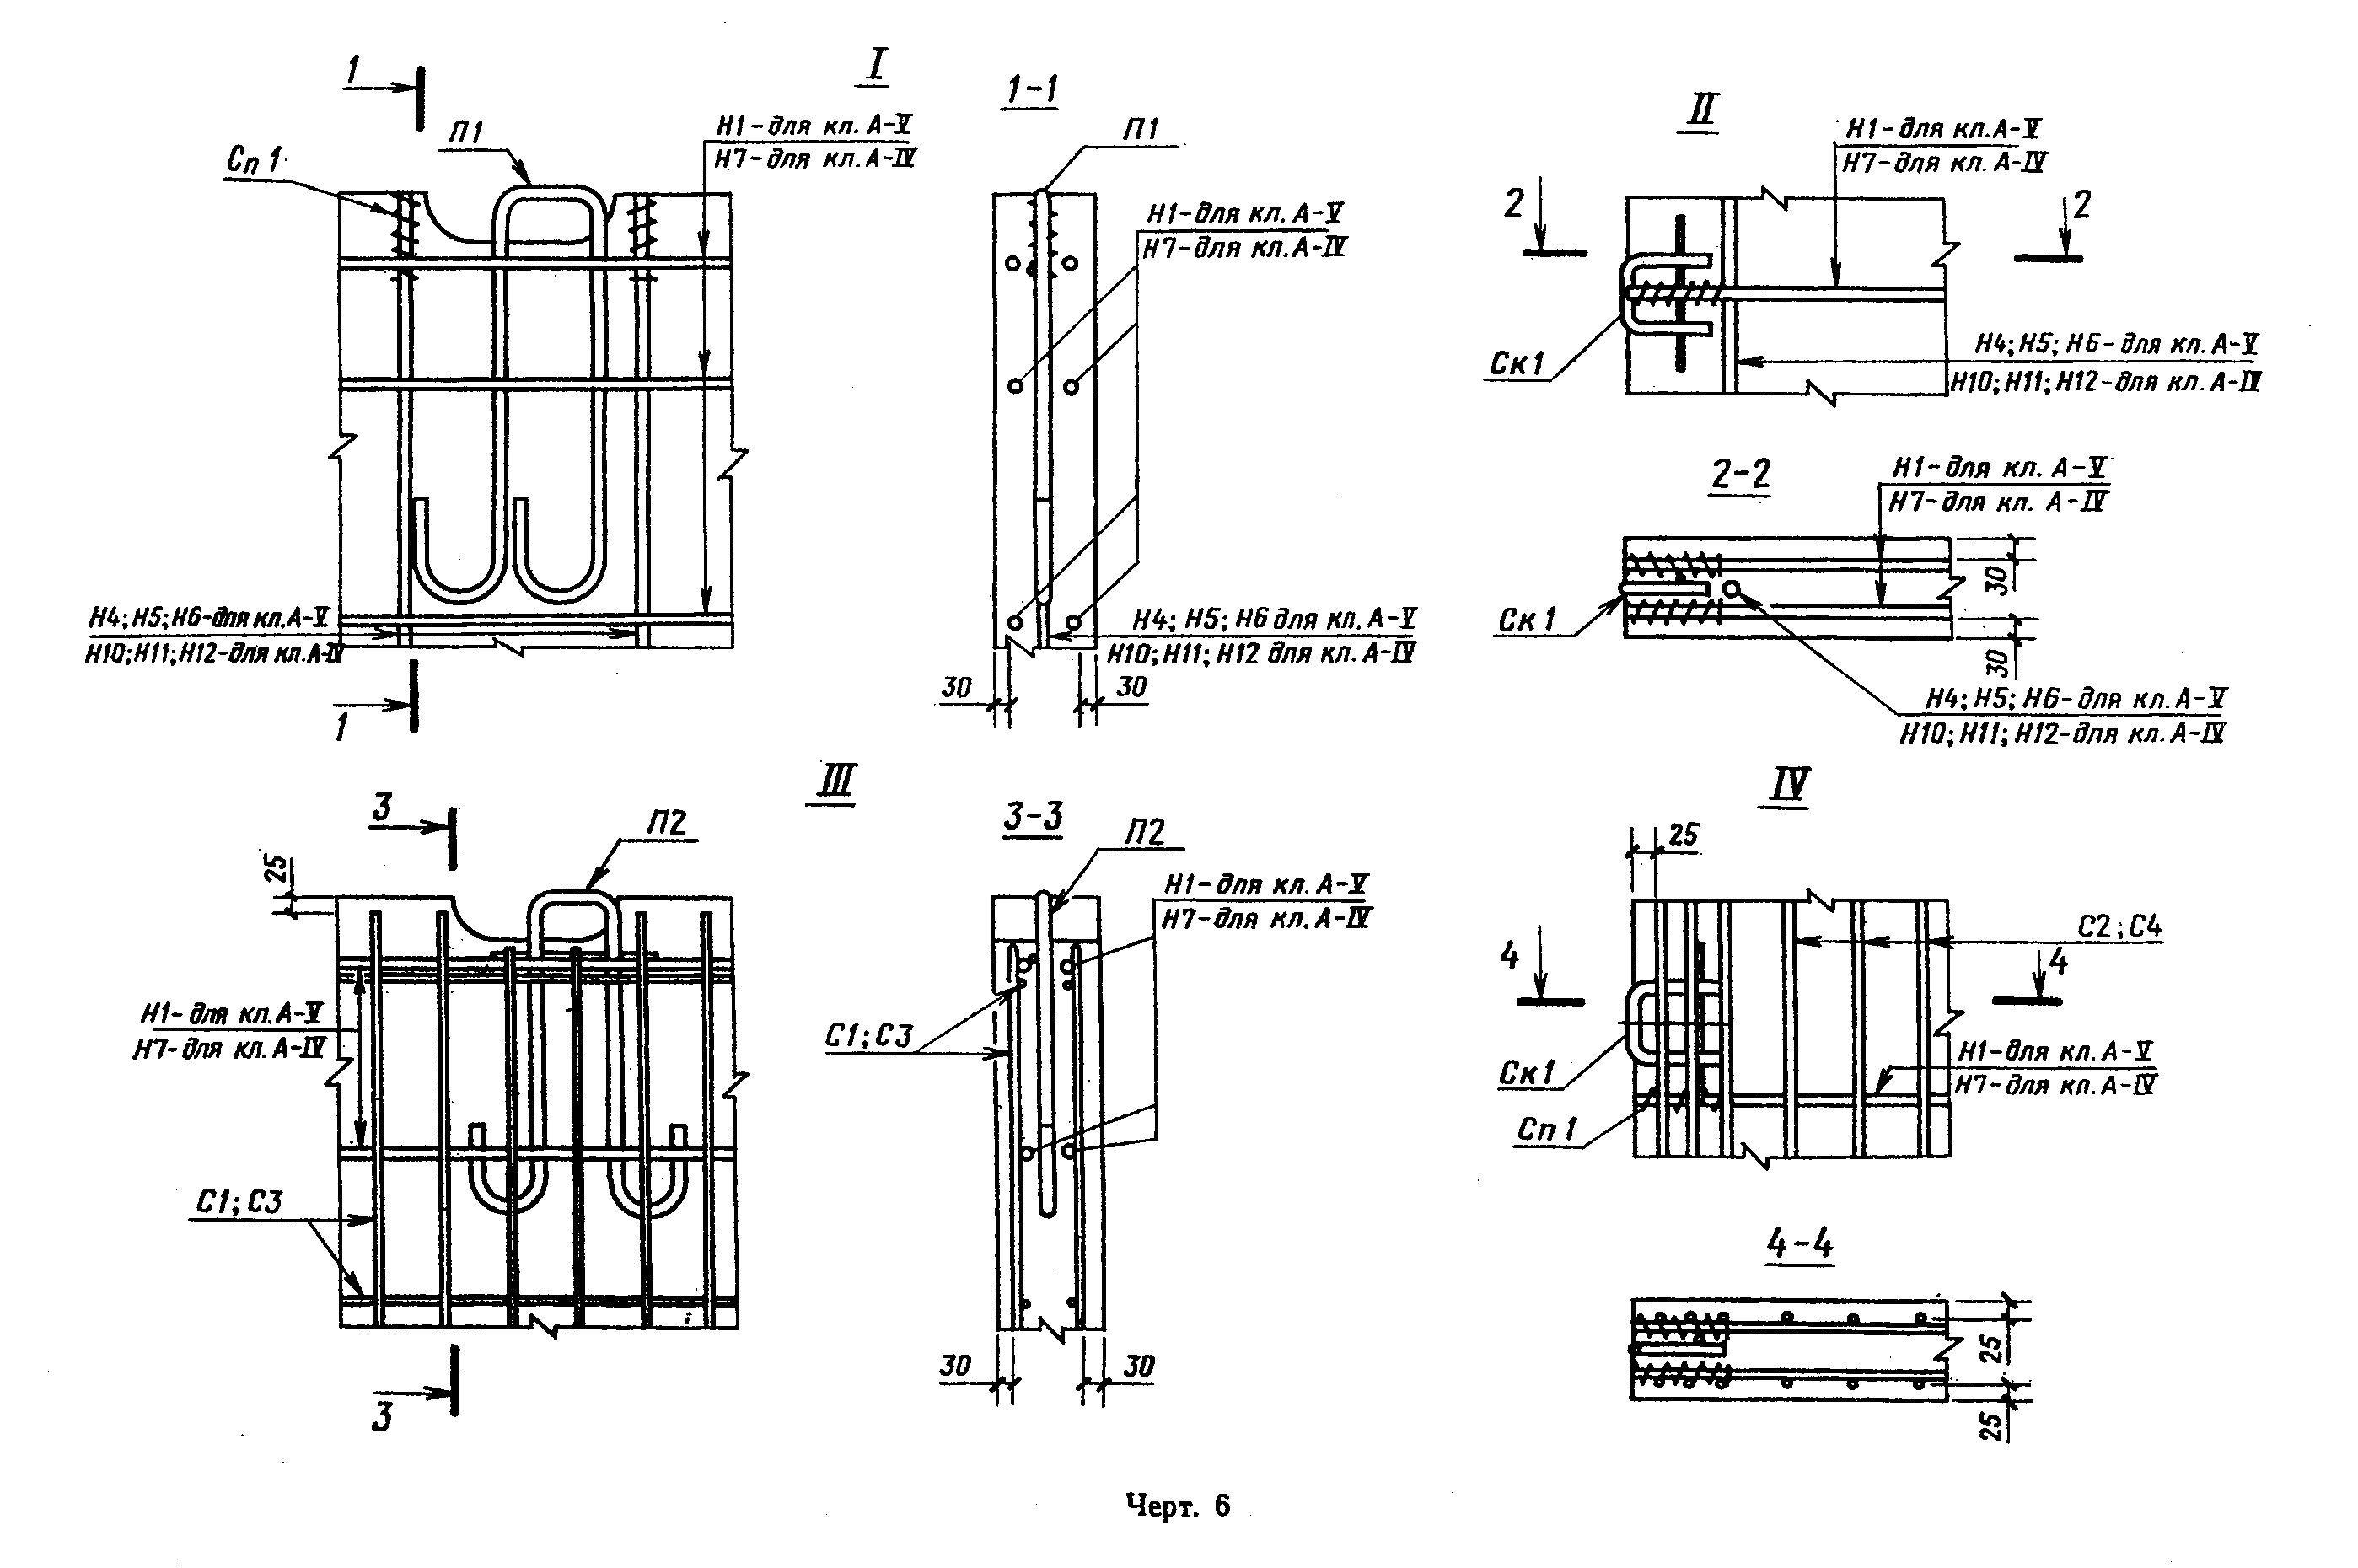 I
1
1-1
П1
Сп 1
Н1-для кл. А-V
Н7-для кл. А-IV
П1
Н1-для кл. А-V
Н7-для кл. А-IV
Н4; Н5; Н6-для кл. А-V
Н10; Н11; Н12-для кл. А-IV
Н4; Н5; Н6 для кл. А-V
Н10; Н11; Н12 для кл. А-IV
30
30
1
II
Н1-для кл. А-V
Н7-для кл. А-IV
2
2
Ск 1
Н4; Н5; Н6-для кл. А-V
Н10; Н11; Н12-для кл. А-IV
2-2
Н1-для кл. А-V
Н7-для кл. А-IV
30
Ск 1
30
Н4; Н5; Н6-для кл. А-V
Н10; Н11; Н12-для кл. А-IV
III
3
П2
25
3-3
П2
Н1-для кл. А-V
Н7-для кл. А-IV
Н1-для кл. А-V
Н7-для кл. А-IV
С1; С3
С1; С3
30
30
3
IV
25
С2; С4
4
4
Ск 1
Н1-для кл. А-V
Н7-для кл. А-IV
Сп 1
4-4
25
25
Черт. 6